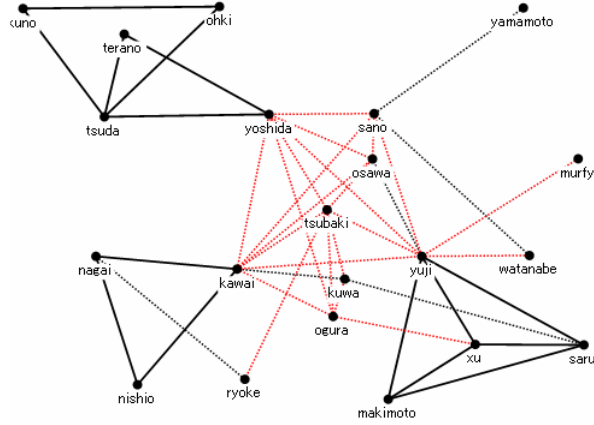 ohki
yamamoto
terano
tsuda
yoshida
sano
osawa
murfy
tsubaki
nagai
kawai
yuji
watanabe
kuwa
ogura
xu
saru
nishio
ryoke
makimoto